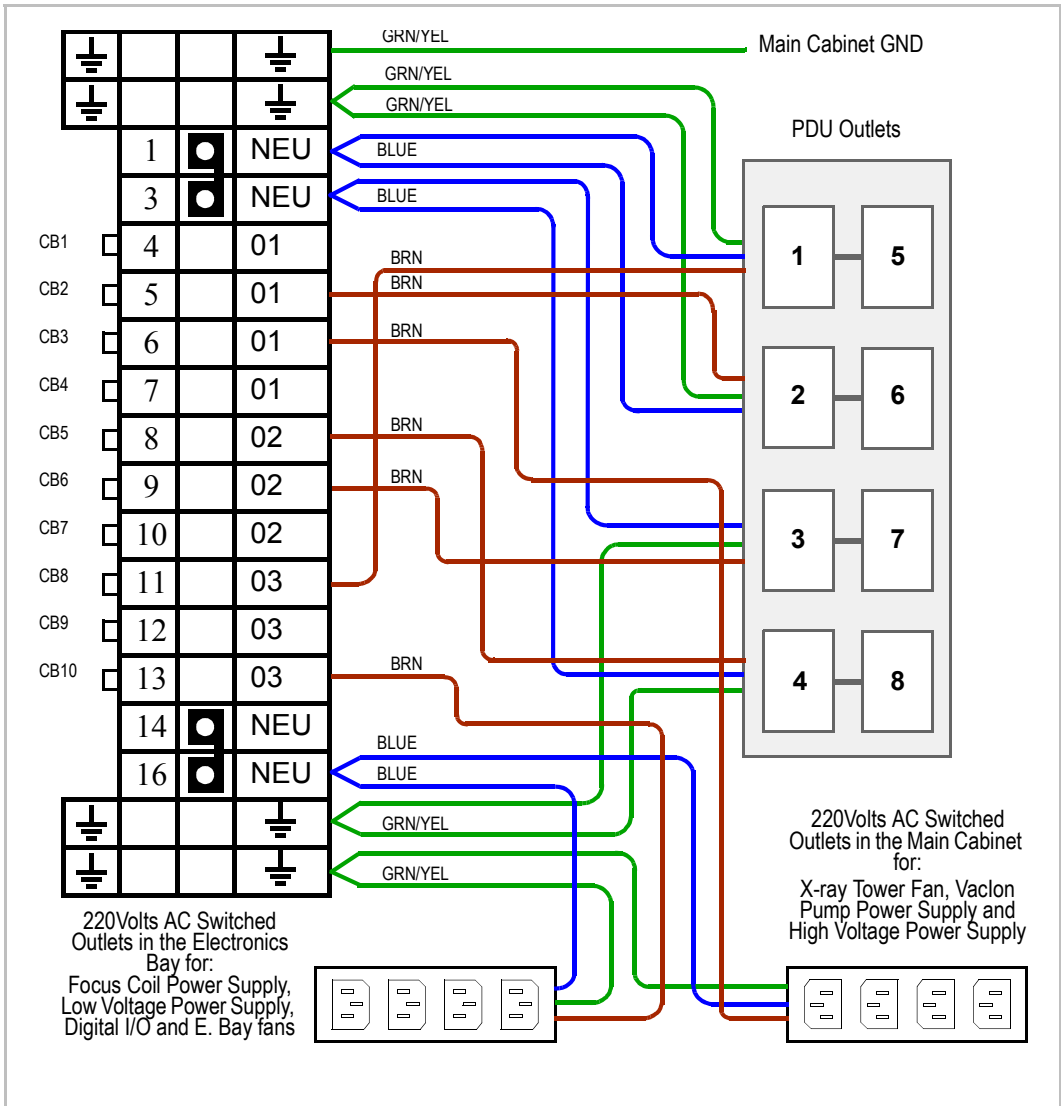 GRN/YEL
Main Cabinet GND
GRN/YEL
GRN/YEL
PDU Outlets
1 NEU
BLUE
3 NEU
BLUE
CB1 4 01
BRN
CB2 5 01
BRN
CB3 6 01
BRN
CB4 7 01
CB5 8 02
BRN
CB6 9 02
BRN
CB7 10 02
CB8 11 03
CB9 12 03
CB10 13 03
BRN
14 NEU
BLUE
16 NEU
BLUE
GRN/YEL
GRN/YEL
1 5
2 6
3 7
4 8
220Volts AC Switched
Outlets in the Electronics
Bay for:
Focus Coil Power Supply,
Low Voltage Power Supply,
Digital I/O and E. Bay fans
220Volts AC Switched
Outlets in the Main Cabinet
for:
X-ray Tower Fan, VacIon
Pump Power Supply and
High Voltage Power Supply